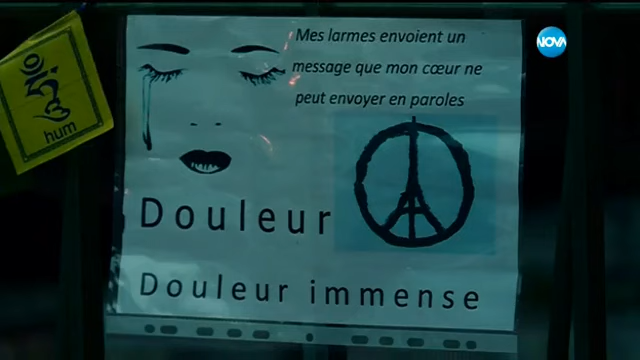 NOVA
Mes larmes envoient un
message que mon cœur ne
peut envoyer en paroles
hum
Douleur
Douleur immense